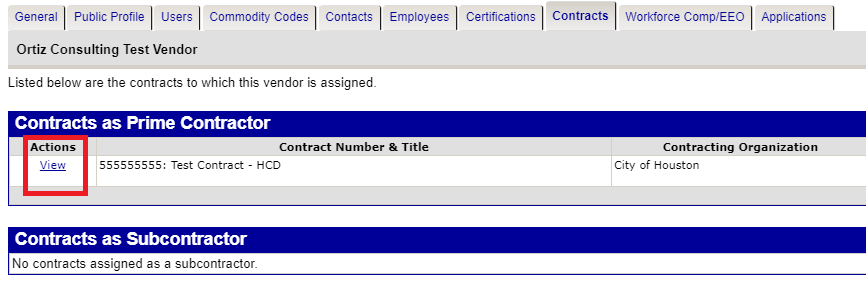 General Public Profile Users Commodity Codes Contacts Employees Certifications Contracts Workforce Comp/EEO Applications
Ortiz Consulting Test Vendor
Listed below are the contracts to which this vendor is assigned.
Contracts as Prime Contractor
Actions Contract Number & Title Contracting Organization
View 555555555: Test Contract - HCD City of Houston
Contracts as Subcontractor
No contracts assigned as a subcontractor.